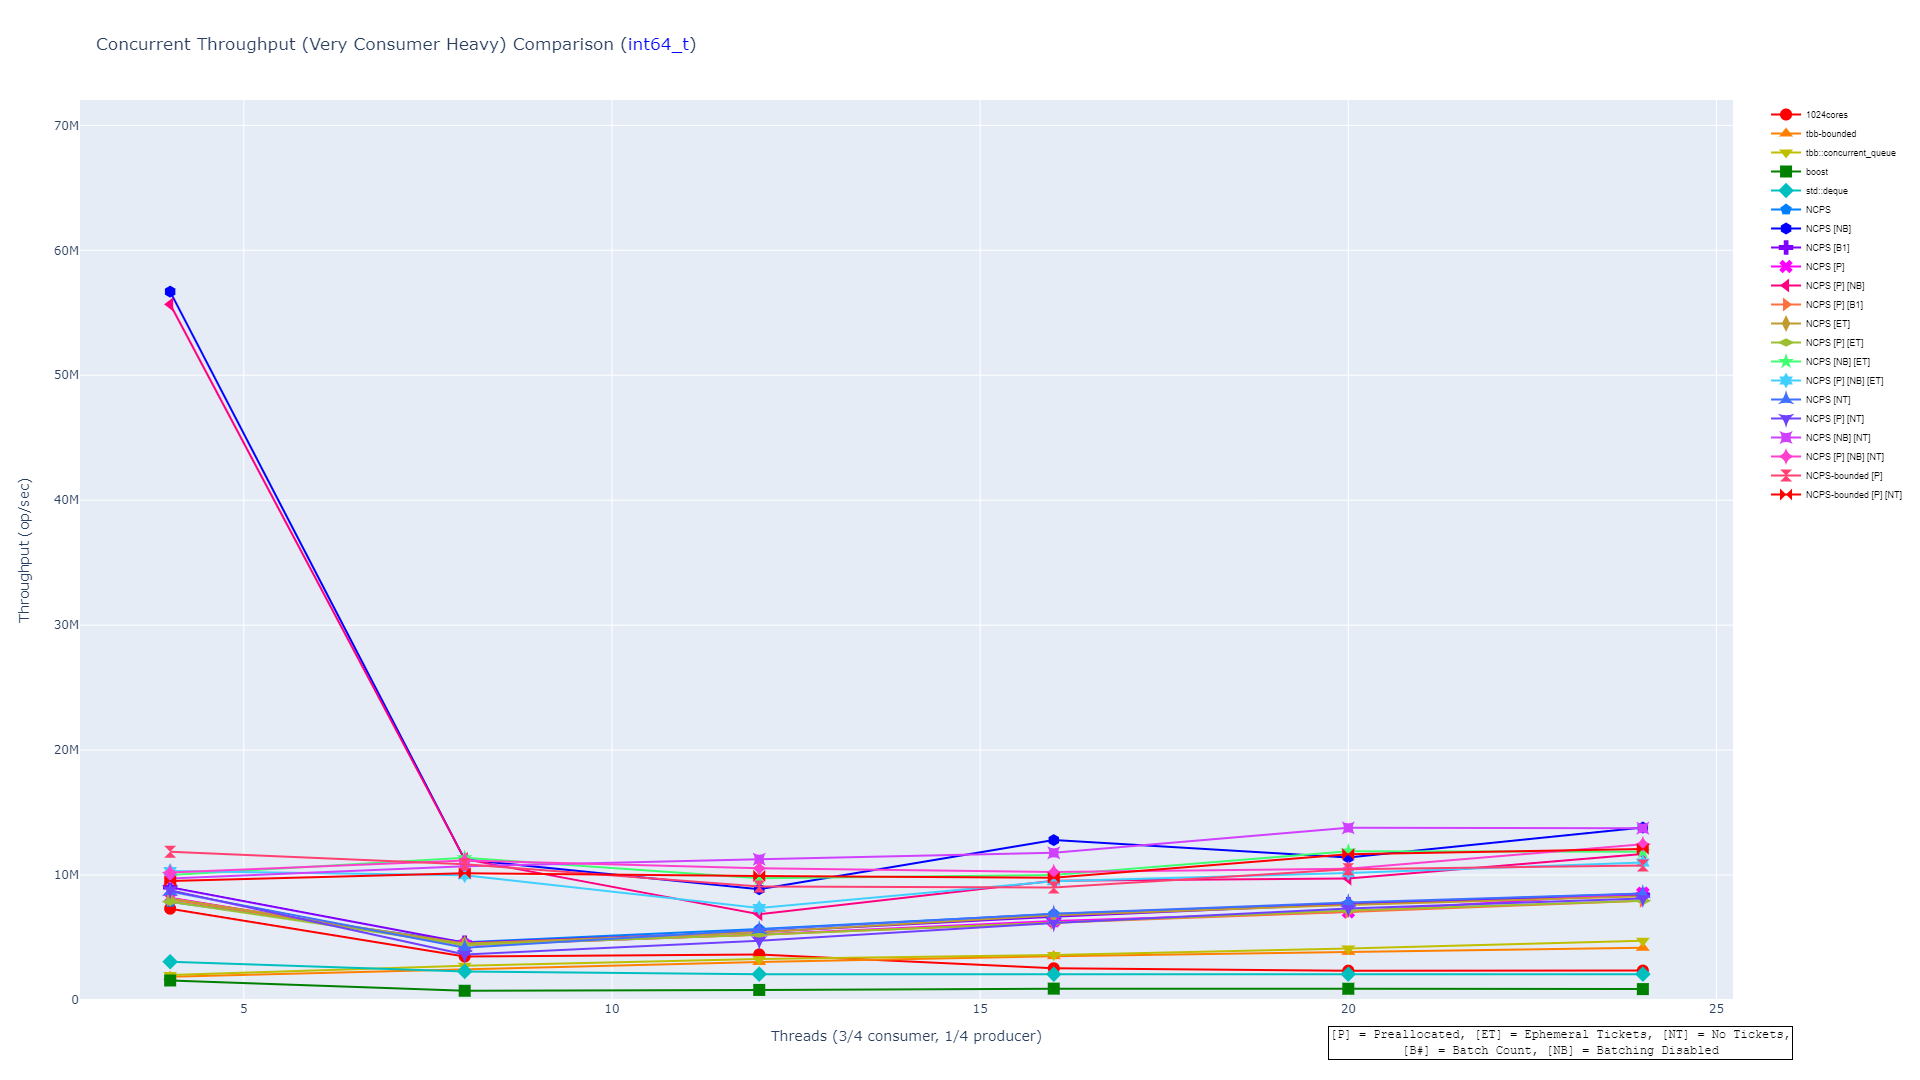 Concurrent Throughput (Very Consumer Heavy) Comparison (int64_t)
Throughput (op/sec)
70M
60M
50M
40M
30M
20M
10M
0
5
10
15
20
25
Threads (3/4 consumer, 1/4 producer)
1024cores
tbb-bounded
tbb::concurrent_queue
boost
std::deque
NCPS
NCPS [NB]
NCPS [B1]
NCPS [P]
NCPS [P] [NB]
NCPS [P] [B1]
NCPS [ET]
NCPS [P] [ET]
NCPS [NB] [ET]
NCPS [P] [NB] [ET]
NCPS [NT]
NCPS [P] [NT]
NCPS [NB] [NT]
NCPS [P] [NB] [NT]
NCPS-bounded [P]
NCPS-bounded [P] [NT]
[P] = Preallocated, [ET] = Ephemeral Tickets, [NT] = No Tickets,
[B#] = Batch Count, [NB] = Batching Disabled